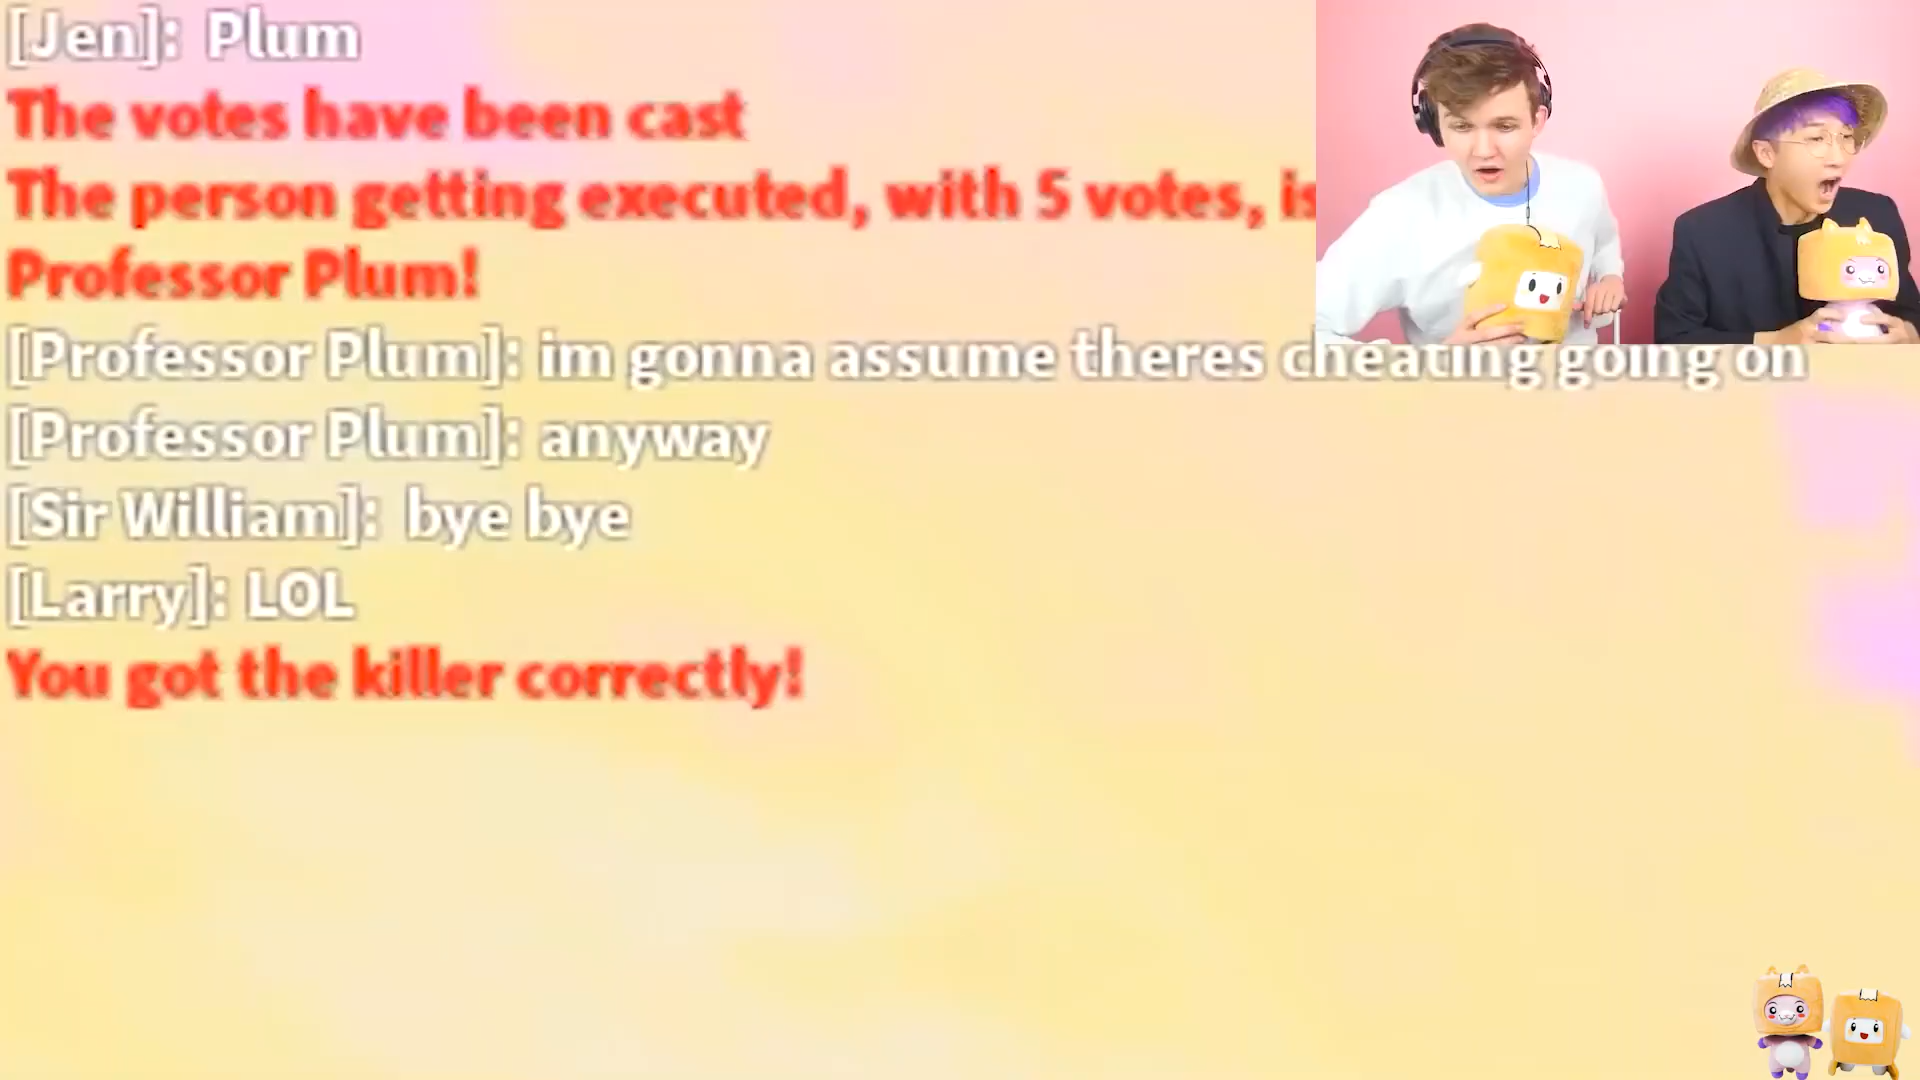 [Jen]: Plum
The votes have been cast
The person getting executed, with 5 votes, is
Professor Plum!
[Professor Plum]: im gonna assume theres cheating going on
[Professor Plum]: anyway
[Sir William]: bye bye
[Larry]: LOL
You got the killer correctly!